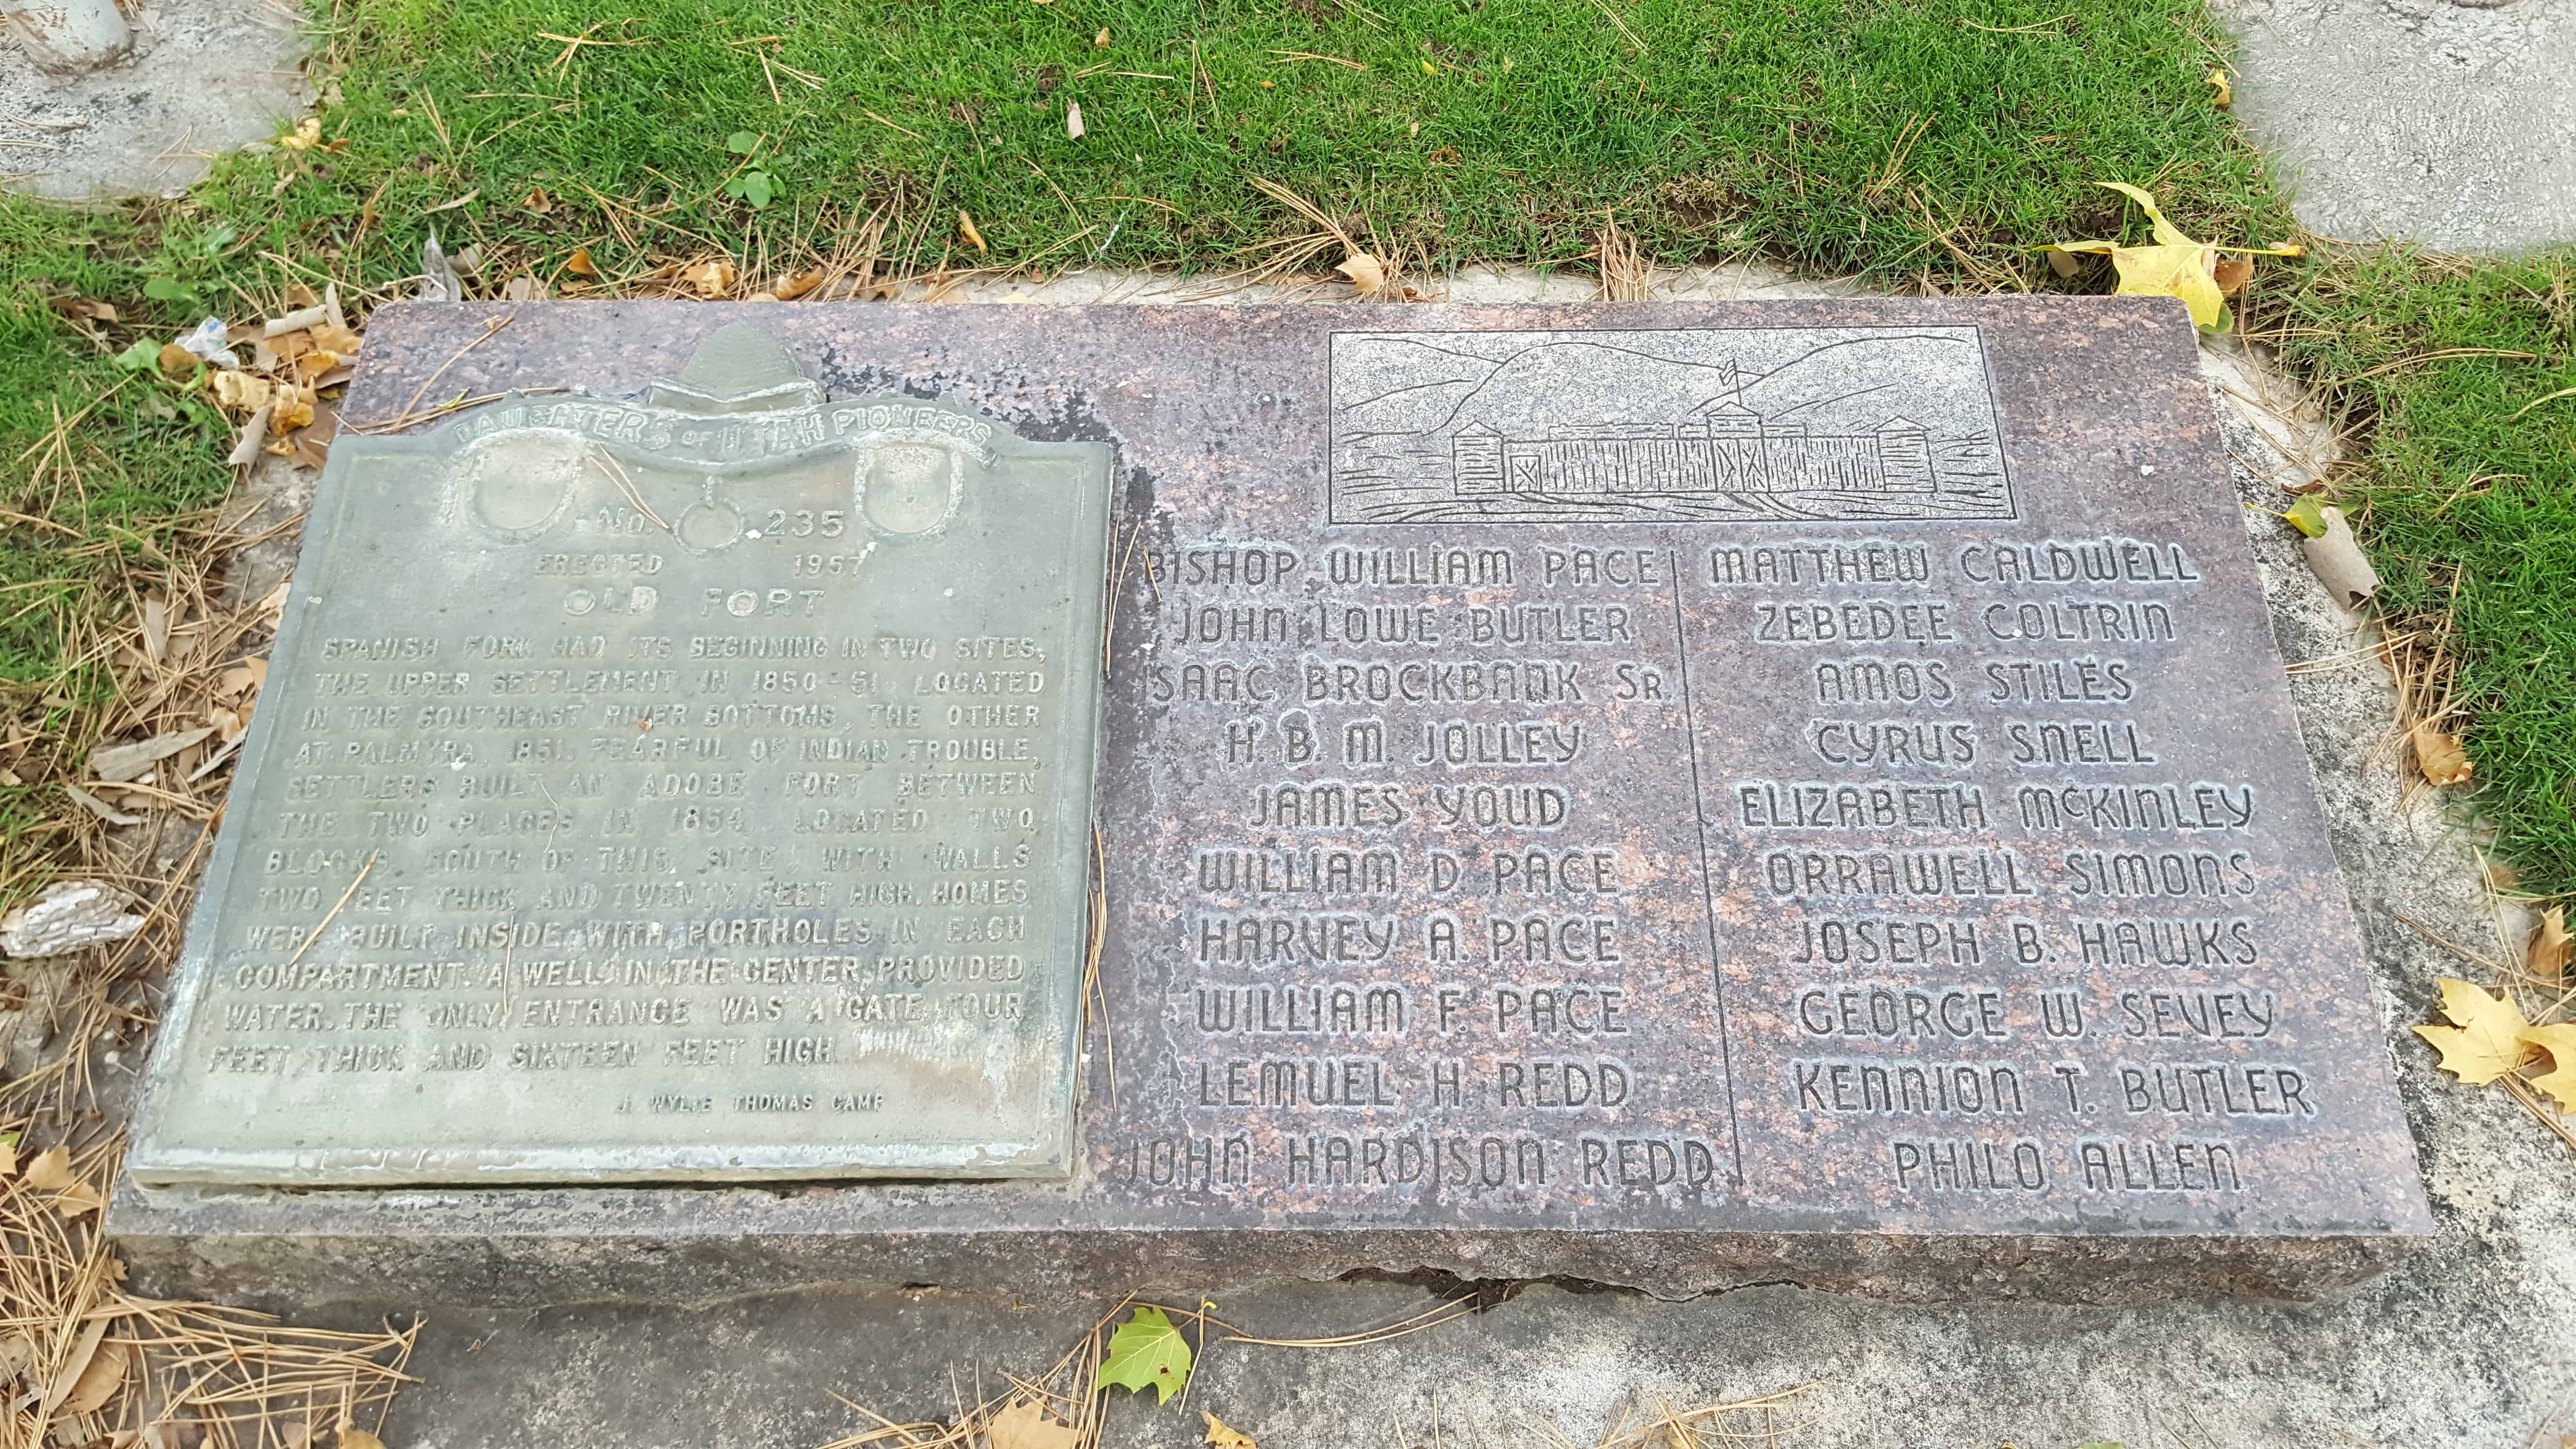 DAUGHTERS OF UTAH PIONEERS
No. 235
ERECTED 1957
OLD FORT
SPANISH FORK HAD ITS BEGINNING IN TWO SITES,
THE UPPER SETTLEMENT IN 1850-51 LOCATED
IN THE SOUTHEAST RIVER BOTTOMS, THE OTHER
AT PALMYRA, 1851. FEARFUL OF INDIAN TROUBLE,
SETTLERS BUILT AN ADOBE FORT BETWEEN
THE TWO PLACES IN 1854, LOCATED TWO
BLOCKS SOUTH OF THIS SITE, WITH WALLS
TWO FEET THICK AND TWENTY FEET HIGH. HOMES
WERE BUILT INSIDE WITH PORTHOLES IN EACH
COMPARTMENT. A WELL IN THE CENTER PROVIDED
WATER. THE ONLY ENTRANCE WAS A GATE FOUR
FEET THICK AND SIXTEEN FEET HIGH.
J. WYLIE THOMAS CAMP
BISHOP WILLIAM PACE
JOHN LOWE BUTLER
ISAAC BROCKBANK SR.
H. B. M. JOLLEY
JAMES YOUD
WILLIAM D. PACE
HARVEY A. PACE
WILLIAM F. PACE
LEMUEL H. REDD
JOHN HARDISON REDD
MATTHEW CALDWELL
ZEBEDEE COLTRIN
AMOS STILES
CYRUS SNELL
ELIZABETH McKINLEY
ORRAWELL SIMONS
JOSEPH B. HAWKS
GEORGE W. SEVEY
KENNION T. BUTLER
PHILO ALLEN